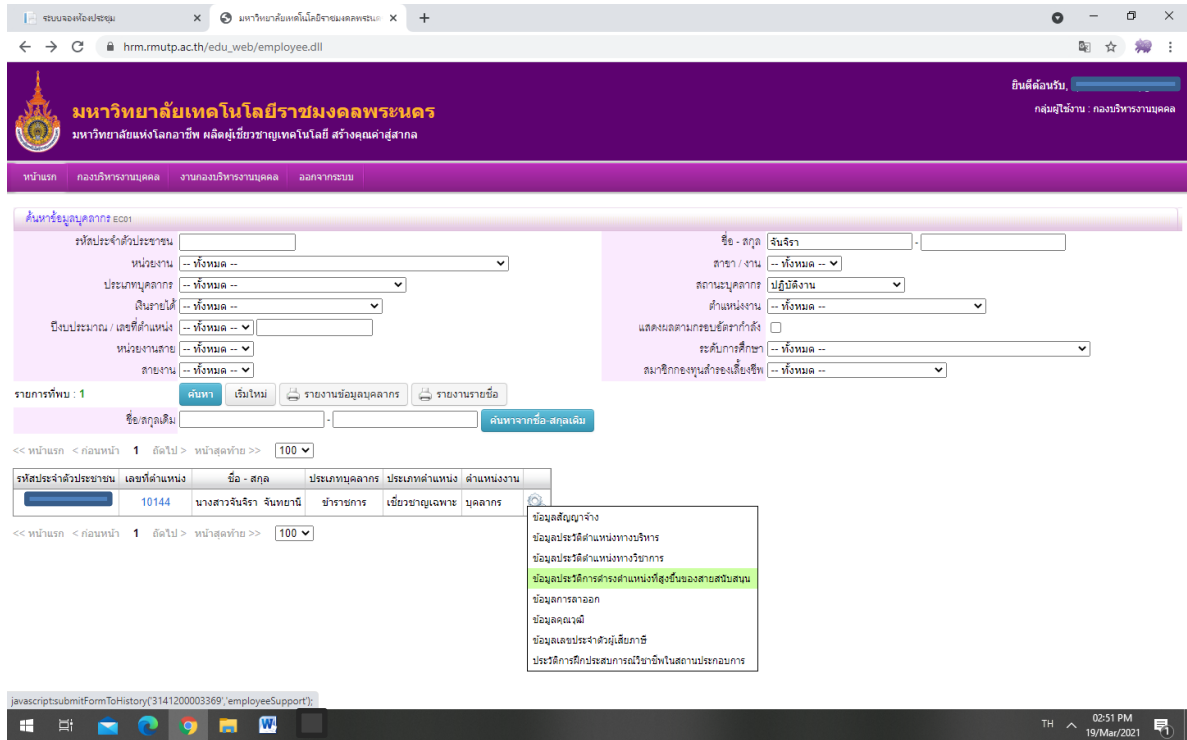 ระบบจองห้องประชุม
มหาวิทยาลัยเทคโนโลยีราชมงคลพระนค
hrm.rmutp.ac.th/edu_web/employee.dll
ยินดีต้อนรับ,
มหาวิทยาลัยเทคโนโลยีราชมงคลพระนคร
กลุ่มผู้ใช้งาน : กองบริหารงานบุคคล
มหาวิทยาลัยแห่งโลกอาชีพ ผลิตผู้เชี่ยวชาญเทคโนโลยี สร้างคุณค่าสู่สากล
หน้าแรก กองบริหารงานบุคคล งานกองบริหารงานบุคคล ออกจากระบบ
ค้นหาข้อมูลบุคลากร EC01
รหัสประจำตัวประชาชน ชื่อ - สกุล จันจิรา -
หน่วยงาน -- ทั้งหมด -- สาขา / งาน -- ทั้งหมด --
ประเภทบุคลากร -- ทั้งหมด -- สถานะบุคลากร ปฏิบัติงาน
เงินรายได้ -- ทั้งหมด -- ตำแหน่งงาน -- ทั้งหมด --
ปีงบประมาณ / เลขที่ตำแหน่ง -- ทั้งหมด -- แสดงผลตามกรอบอัตรากำลัง
หน่วยงานสาย -- ทั้งหมด -- ระดับการศึกษา -- ทั้งหมด --
สายงาน -- ทั้งหมด -- สมาชิกกองทุนสำรองเลี้ยงชีพ -- ทั้งหมด --
รายการที่พบ : 1 ค้นหา เริ่มใหม่ รายงานข้อมูลบุคลากร รายงานรายชื่อ
ชื่อ/สกุลเดิม - ค้นหาจากชื่อ-สกุลเดิม
<< หน้าแรก < ก่อนหน้า 1 ถัดไป > หน้าสุดท้าย >> 100
รหัสประจำตัวประชาชน เลขที่ตำแหน่ง ชื่อ - สกุล ประเภทบุคลากร ประเภทตำแหน่ง ตำแหน่งงาน
10144 นางสาวจันจิรา จันทยานี ข้าราชการ เชี่ยวชาญเฉพาะ บุคลากร
<< หน้าแรก < ก่อนหน้า 1 ถัดไป > หน้าสุดท้าย >> 100
ข้อมูลสัญญาจ้าง
ข้อมูลประวัติตำแหน่งทางบริหาร
ข้อมูลประวัติตำแหน่งทางวิชาการ
ข้อมูลประวัติการดำรงตำแหน่งที่สูงขึ้นของสายสนับสนุน
ข้อมูลการลาออก
ข้อมูลคุณวุฒิ
ข้อมูลเลขประจำตัวผู้เสียภาษี
ประวัติการฝึกประสบการณ์วิชาชีพในสถานประกอบการ
javascript:submitFormToHistory('3141200003369','employeeSupport');
TH 02:51 PM
19/Mar/2021